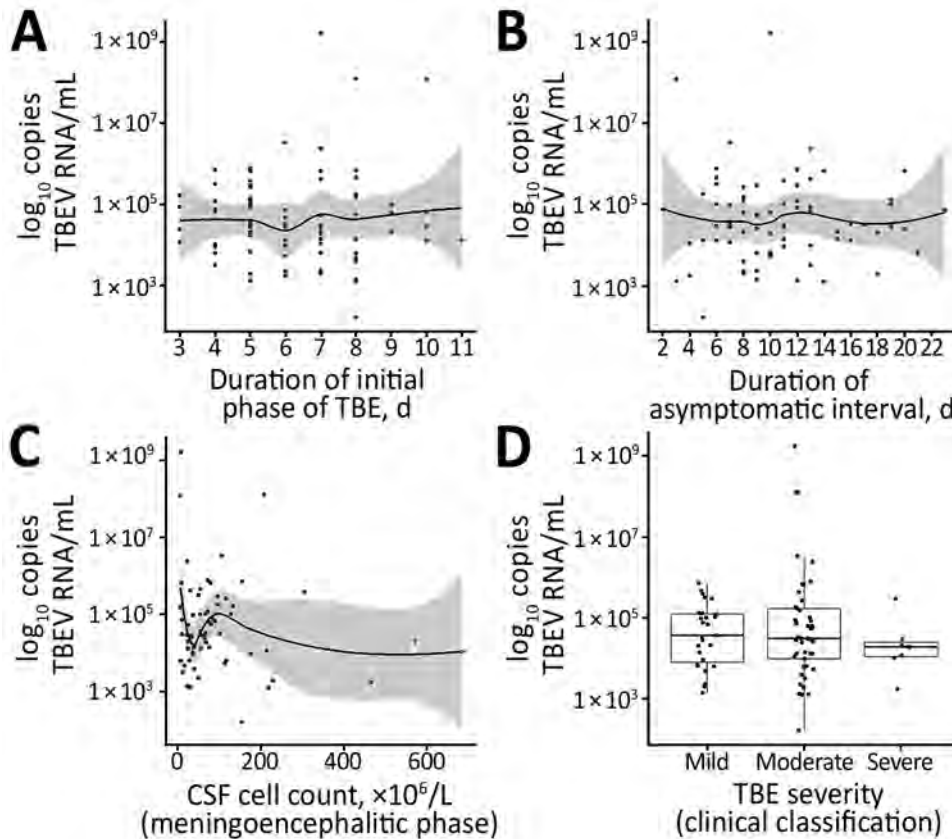 A
log₁₀ copies
TBEV RNA/mL
1×10⁹
1×10⁷
1×10⁵
1×10³
3 4 5 6 7 8 9 10 11
Duration of initial
phase of TBE, d
B
log₁₀ copies
TBEV RNA/mL
1×10⁹
1×10⁷
1×10⁵
1×10³
2 4 6 8 10 12 14 16 18 20 22
Duration of
asymptomatic interval, d
C
log₁₀ copies
TBEV RNA/mL
1×10⁹
1×10⁷
1×10⁵
1×10³
0 200 400 600
CSF cell count, ×10⁶/L
(meningoencephalitic phase)
D
log₁₀ copies
TBEV RNA/mL
1×10⁹
1×10⁷
1×10⁵
1×10³
Mild Moderate Severe
TBE severity
(clinical classification)